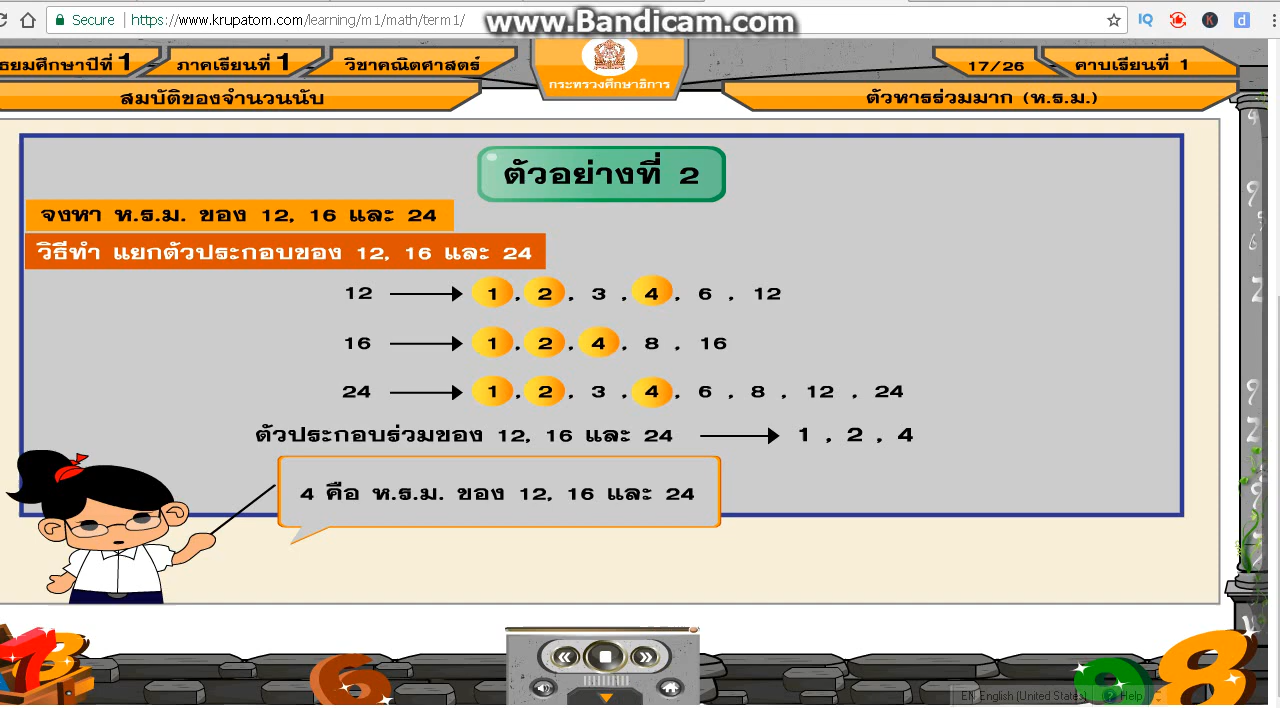 Secure | https://www.krupatom.com/learning/m1/math/term1/
www.Bandicam.com
ธยมศึกษาปีที่ 1
ภาคเรียนที่ 1
วิชาคณิตศาสตร์
กระทรวงศึกษาธิการ
17/26
คาบเรียนที่ 1
สมบัติของจำนวนนับ
ตัวหารร่วมมาก (ห.ร.ม.)
ตัวอย่างที่ 2
จงหา ห.ร.ม. ของ 12, 16 และ 24
วิธีทำ แยกตัวประกอบของ 12, 16 และ 24
12 → 1 , 2 , 3 , 4 , 6 , 12
16 → 1 , 2 , 4 , 8 , 16
24 → 1 , 2 , 3 , 4 , 6 , 8 , 12 , 24
ตัวประกอบร่วมของ 12, 16 และ 24 → 1 , 2 , 4
4 คือ ห.ร.ม. ของ 12, 16 และ 24
EN English (United States) Help